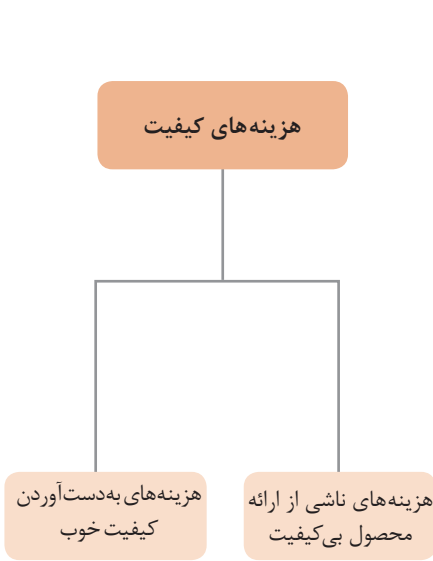 هزینه‌های کیفیت
هزینه‌های ناشی از ارائه
محصول بی‌کیفیت
هزینه‌های به‌دست‌آوردن
کیفیت خوب